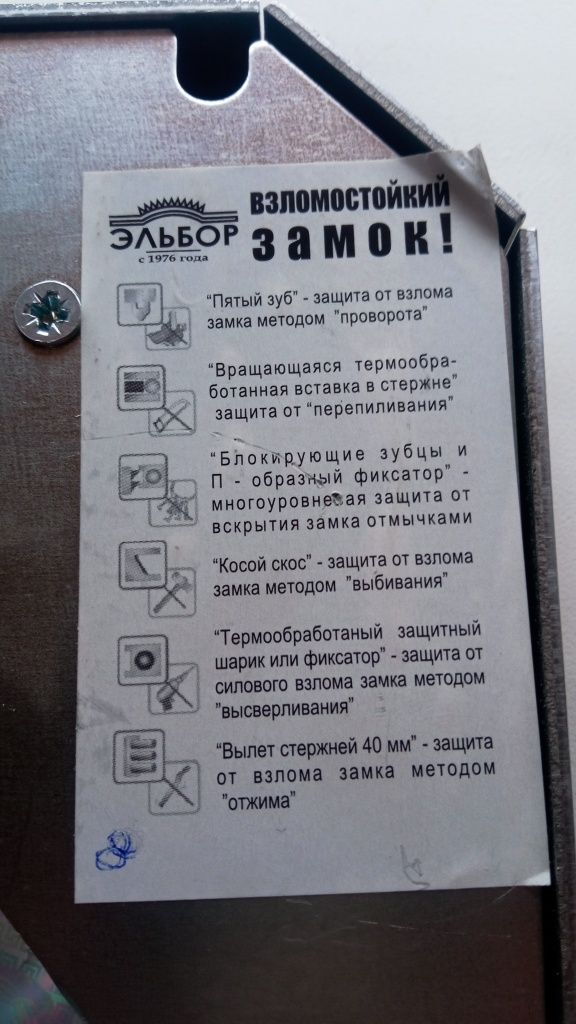 ВЗЛОМОСТОЙКИЙ
замок!
ЭЛЬБОР
с 1976 года
"Пятый зуб" - защита от взлома
замка методом "проворота"
"Вращающаяся термообра-
ботанная вставка в стержне"
защита от "перепиливания"
"Блокирующие зубцы и
П - образный фиксатор" -
многоуровневая защита от
вскрытия замка отмычками
"Косой скос" - защита от взлома
замка методом "выбивания"
"Термообработаный защитный
шарик или фиксатор" - защита от
силового взлома замка методом
"высверливания"
"Вылет стержней 40 мм" - защита
от взлома замка методом
"отжима"